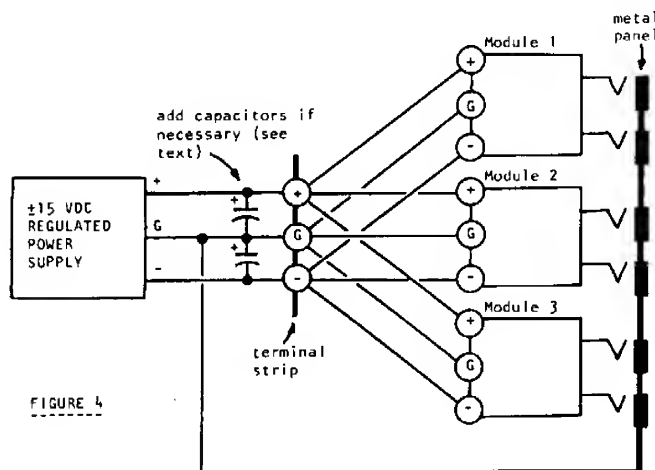 metal
panel
Module 1
+
G
-
add capacitors if
necessary (see
text)
+
±15 VDC
REGULATED
POWER
SUPPLY
G
-
+
+
+
G
-
Module 2
+
G
-
Module 3
+
G
-
terminal
strip
FIGURE 4